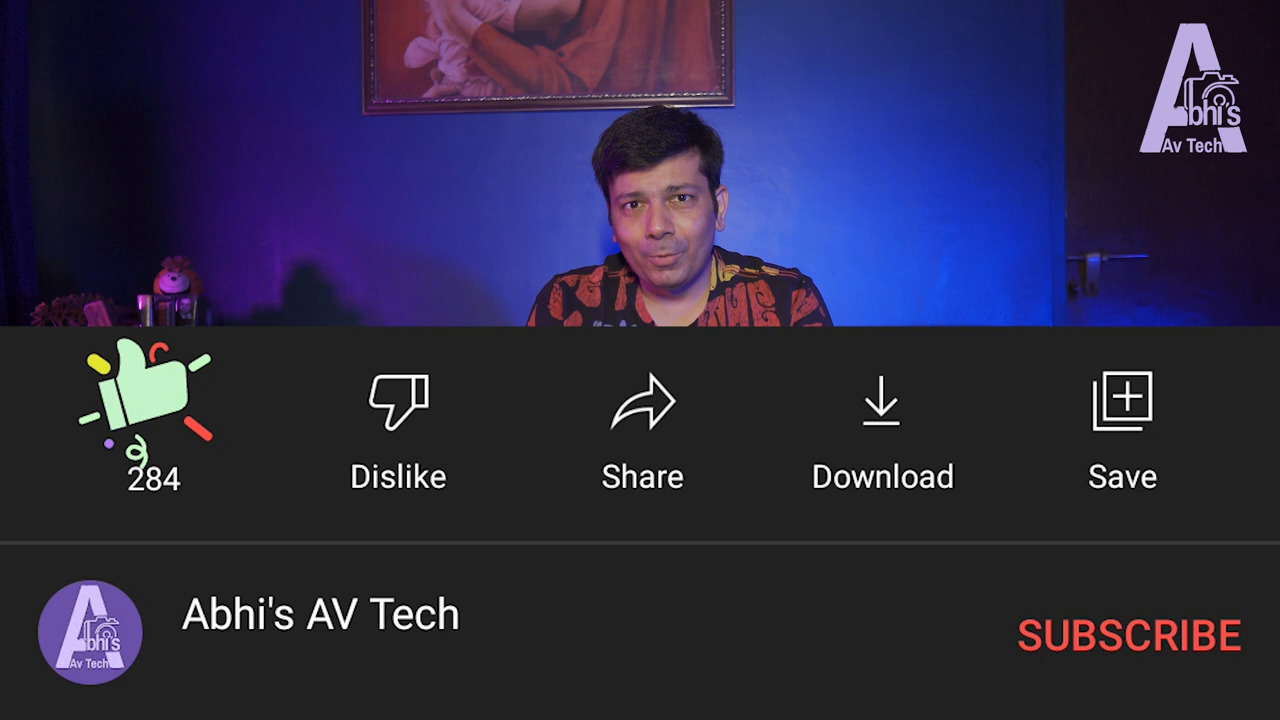 Abhi's
Av Tech
284
Dislike
Share
Download
Save
Abhi's AV Tech
SUBSCRIBE
Abhi's
Av Tech